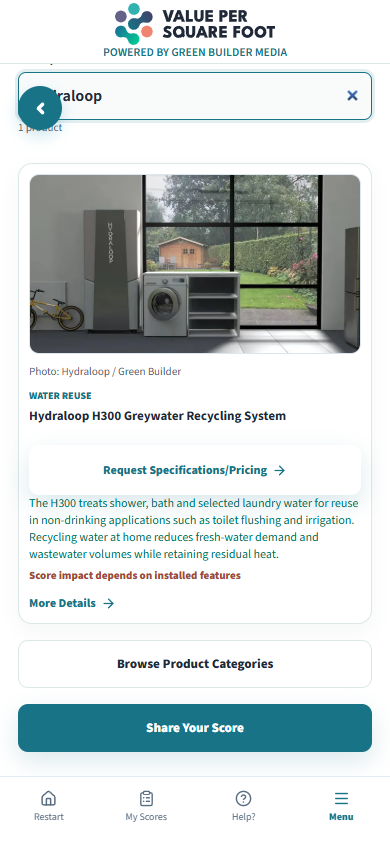 VALUE PER
SQUARE FOOT
POWERED BY GREEN BUILDER MEDIA
1 product
HYDRALOOP
Photo: Hydraloop / Green Builder
WATER REUSE
Hydraloop H300 Greywater Recycling System
Request Specifications/Pricing
The H300 treats shower, bath and selected laundry water for reuse
in non-drinking applications such as toilet flushing and irrigation.
Recycling water at home reduces fresh-water demand and
wastewater volumes while retaining residual heat.
Score impact depends on installed features
More Details
Browse Product Categories
Share Your Score
Restart
My Scores
Help?
Menu